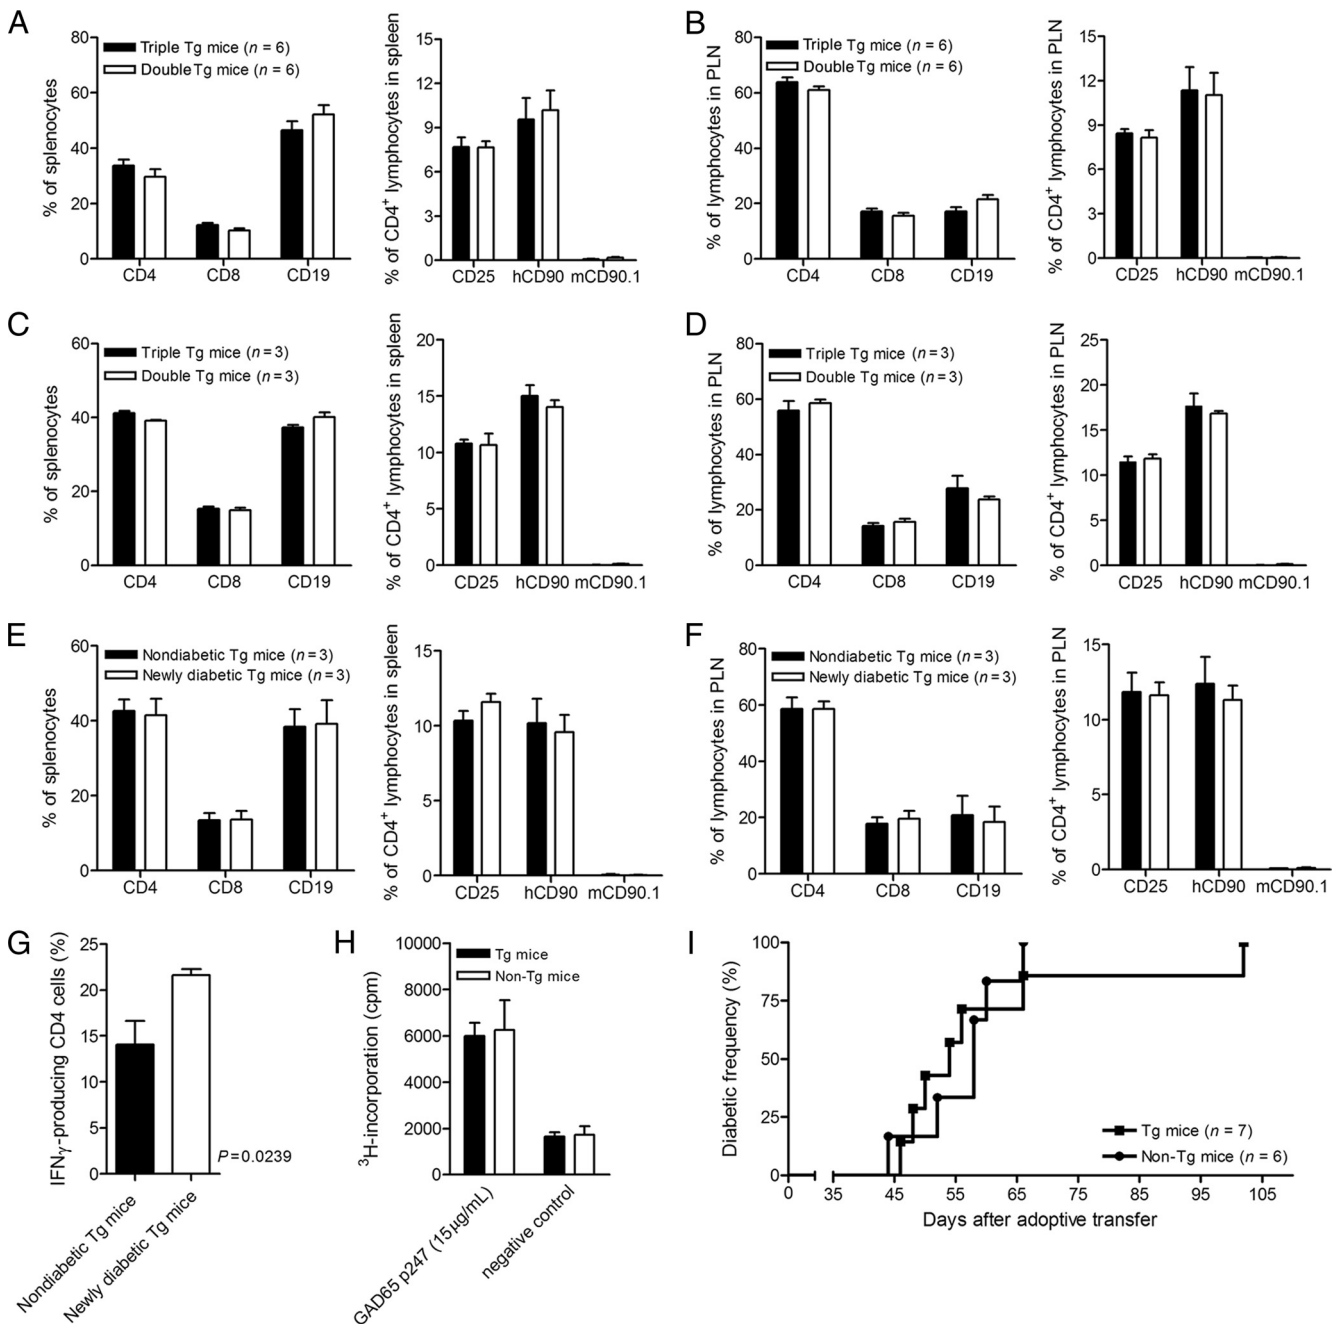 A
% of splenocytes
80
60
40
20
0
Triple Tg mice (n = 6)
Double Tg mice (n = 6)
CD4 CD8 CD19
% of CD4+ lymphocytes in spleen
15
12
9
6
3
0
CD25 hCD90 mCD90.1
B
% of lymphocytes in PLN
80
60
40
20
0
Triple Tg mice (n = 6)
Double Tg mice (n = 6)
CD4 CD8 CD19
% of CD4+ lymphocytes in PLN
15
12
9
6
3
0
CD25 hCD90 mCD90.1
C
% of splenocytes
60
40
20
0
Triple Tg mice (n = 3)
Double Tg mice (n = 3)
CD4 CD8 CD19
% of CD4+ lymphocytes in spleen
20
15
10
5
0
CD25 hCD90 mCD90.1
D
% of lymphocytes in PLN
80
60
40
20
0
Triple Tg mice (n = 3)
Double Tg mice (n = 3)
CD4 CD8 CD19
% of CD4+ lymphocytes in PLN
25
20
15
10
5
0
CD25 hCD90 mCD90.1
E
% of splenocytes
60
40
20
0
Nondiabetic Tg mice (n = 3)
Newly diabetic Tg mice (n = 3)
CD4 CD8 CD19
% of CD4+ lymphocytes in spleen
15
10
5
0
CD25 hCD90 mCD90.1
F
% of lymphocytes in PLN
80
60
40
20
0
Nondiabetic Tg mice (n = 3)
Newly diabetic Tg mice (n = 3)
CD4 CD8 CD19
% of CD4+ lymphocytes in PLN
15
10
5
0
CD25 hCD90 mCD90.1
G
IFNγ-producing CD4 cells (%)
25
20
15
10
5
0
P = 0.0239
Nondiabetic Tg mice
Newly diabetic Tg mice
H
3H-incorporation (cpm)
10000
8000
6000
4000
2000
0
Tg mice
Non-Tg mice
GAD65 p247 (15μg/mL)
negative control
I
Diabetic frequency (%)
100
75
50
25
0
Tg mice (n = 7)
Non-Tg mice (n = 6)
0 35 45 55 65 75 85 95 105
Days after adoptive transfer